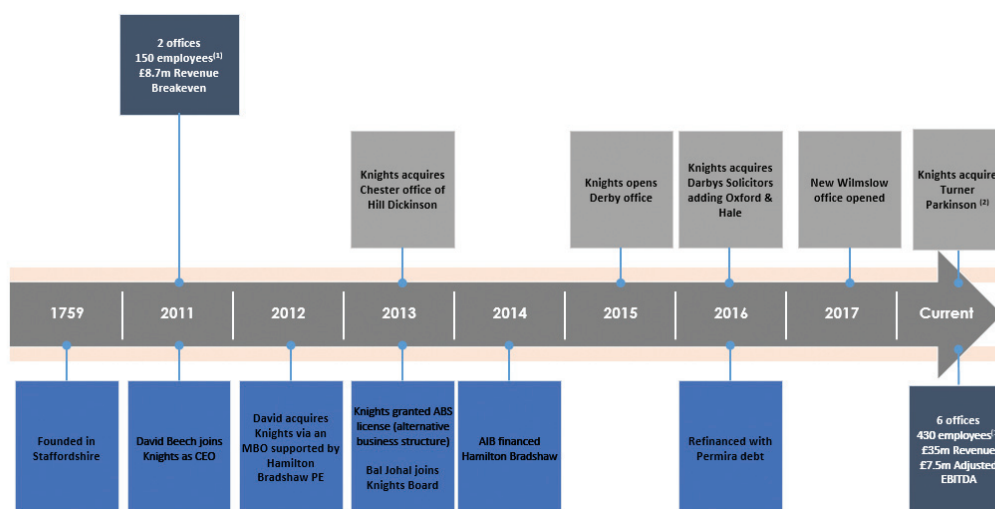 2 offices
150 employees(1)
£8.7m Revenue
Breakeven
Knights acquires
Chester office of
Hill Dickinson
Knights opens
Derby office
Knights acquires
Darbys Solicitors
adding Oxford &
Hale
New Wilmslow
office opened
Knights acquire
Turner
Parkinson (2)
1759
2011
2012
2013
2014
2015
2016
2017
Current
Founded in
Staffordshire
David Beech joins
Knights as CEO
David acquires
Knights via an
MBO supported by
Hamilton
Bradshaw PE
Knights granted ABS
license (alternative
business structure)
Bal Johal joins
Knights Board
AIB financed
Hamilton Bradshaw
Refinanced with
Permira debt
6 offices
430 employees(
£35m Revenue
£7.5m Adjusted
EBITDA